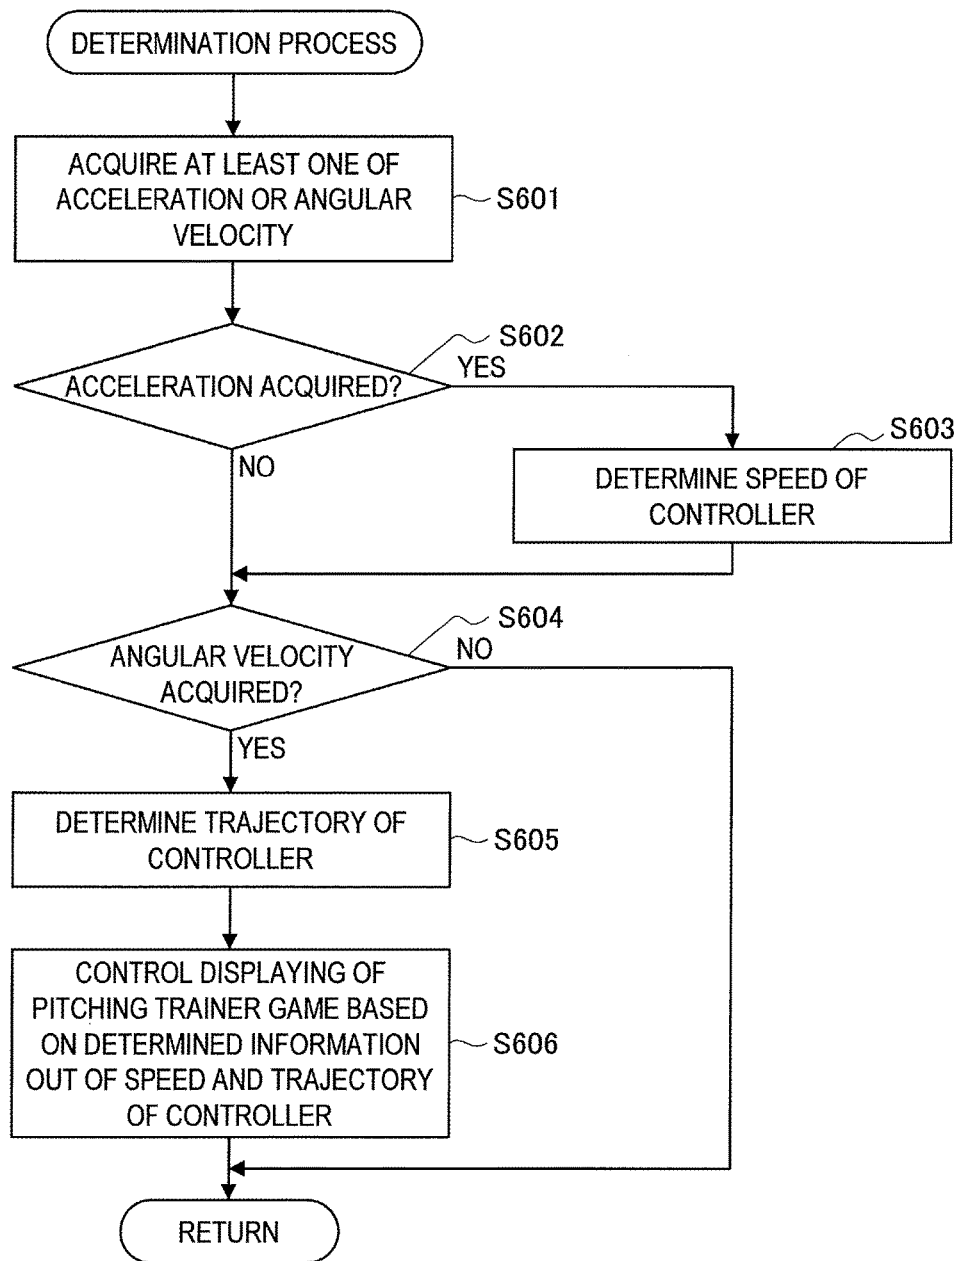 DETERMINATION PROCESS
ACQUIRE AT LEAST ONE OF
ACCELERATION OR ANGULAR
VELOCITY
S601
S602
ACCELERATION ACQUIRED?
YES
NO
S603
DETERMINE SPEED OF
CONTROLLER
S604
ANGULAR VELOCITY
ACQUIRED?
NO
YES
DETERMINE TRAJECTORY OF
CONTROLLER
S605
CONTROL DISPLAYING OF
PITCHING TRAINER GAME BASED
ON DETERMINED INFORMATION
OUT OF SPEED AND TRAJECTORY
OF CONTROLLER
S606
RETURN